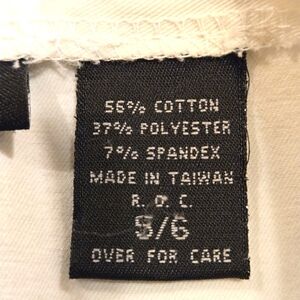 56% COTTON
37% POLYESTER
7% SPANDEX
MADE IN TAIWAN
R. O. C.
5/6
OVER FOR CARE